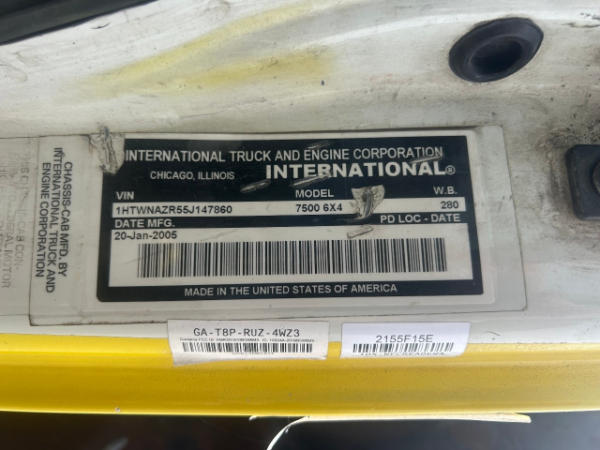 INTERNATIONAL TRUCK AND ENGINE CORPORATION
CHICAGO, ILLINOIS
INTERNATIONAL®
VIN MODEL W.B.
1HTWNAZR55J147860 7500 6X4 280
DATE MFG. PD LOC - DATE
20-Jan-2005
MADE IN THE UNITED STATES OF AMERICA
CHASSIS-CAB MFD. BY
INTERNATIONAL TRUCK AND
ENGINE CORPORATION
GA-T8P-RUZ-4WZ3
2155F15E